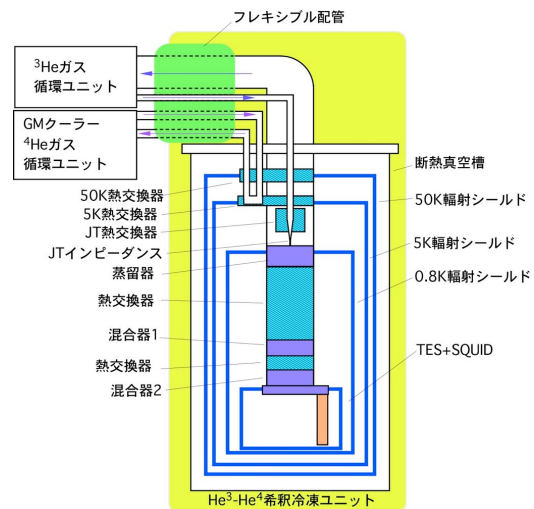 フレキシブル配管
³Heガス
循環ユニット
GMクーラー
⁴Heガス
循環ユニット
断熱真空槽
50K熱交換器
50K輻射シールド
5K熱交換器
JT熱交換器
5K輻射シールド
JTインピーダンス
蒸留器
0.8K輻射シールド
熱交換器
混合器1
TES+SQUID
熱交換器
混合器2
He³-He⁴希釈冷凍ユニット